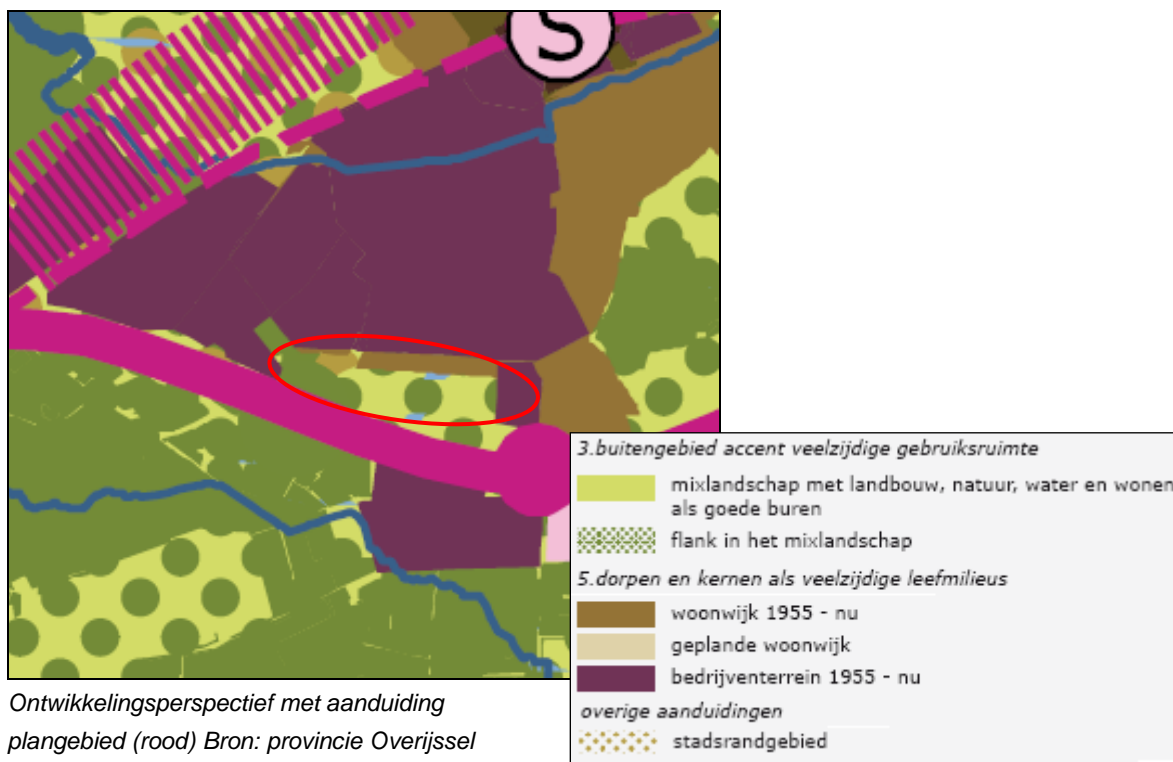 S
3.buitengebied accent veelzijdige gebruiksruimte
mixlandschap met landbouw, natuur, water en wonen
als goede buren
flank in het mixlandschap
5.dorpen en kernen als veelzijdige leefmilieus
woonwijk 1955 - nu
geplande woonwijk
bedrijventerrein 1955 - nu
overige aanduidingen
stadsrandgebied
Ontwikkelingsperspectief met aanduiding
plangebied (rood) Bron: provincie Overijssel